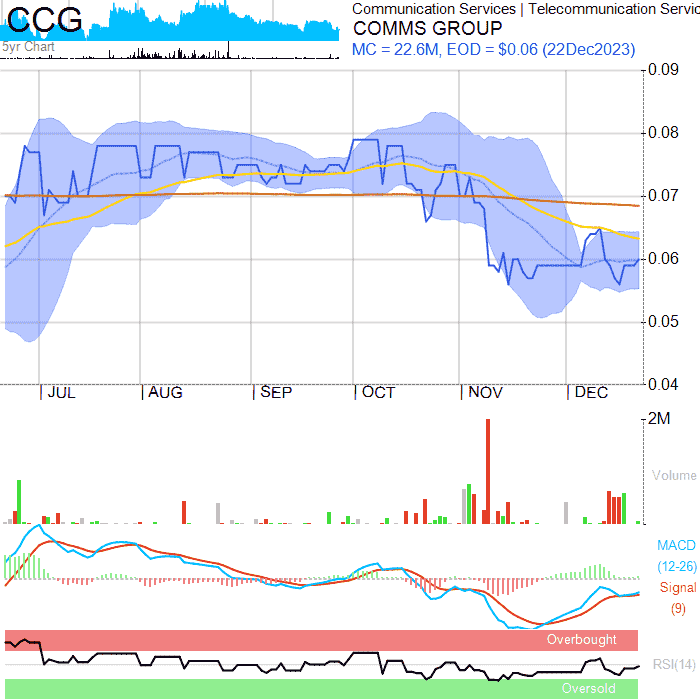 CCG
5yr Chart
Communication Services | Telecommunication Servic
COMMS GROUP
MC = 22.6M, EOD = $0.06 (22Dec2023)
0.09
0.08
0.07
0.06
0.05
0.04
| JUL | AUG | SEP | OCT | NOV | DEC
2M
Volume
MACD
(12-26)
Signal
(9)
Overbought
RSI(14)
Oversold